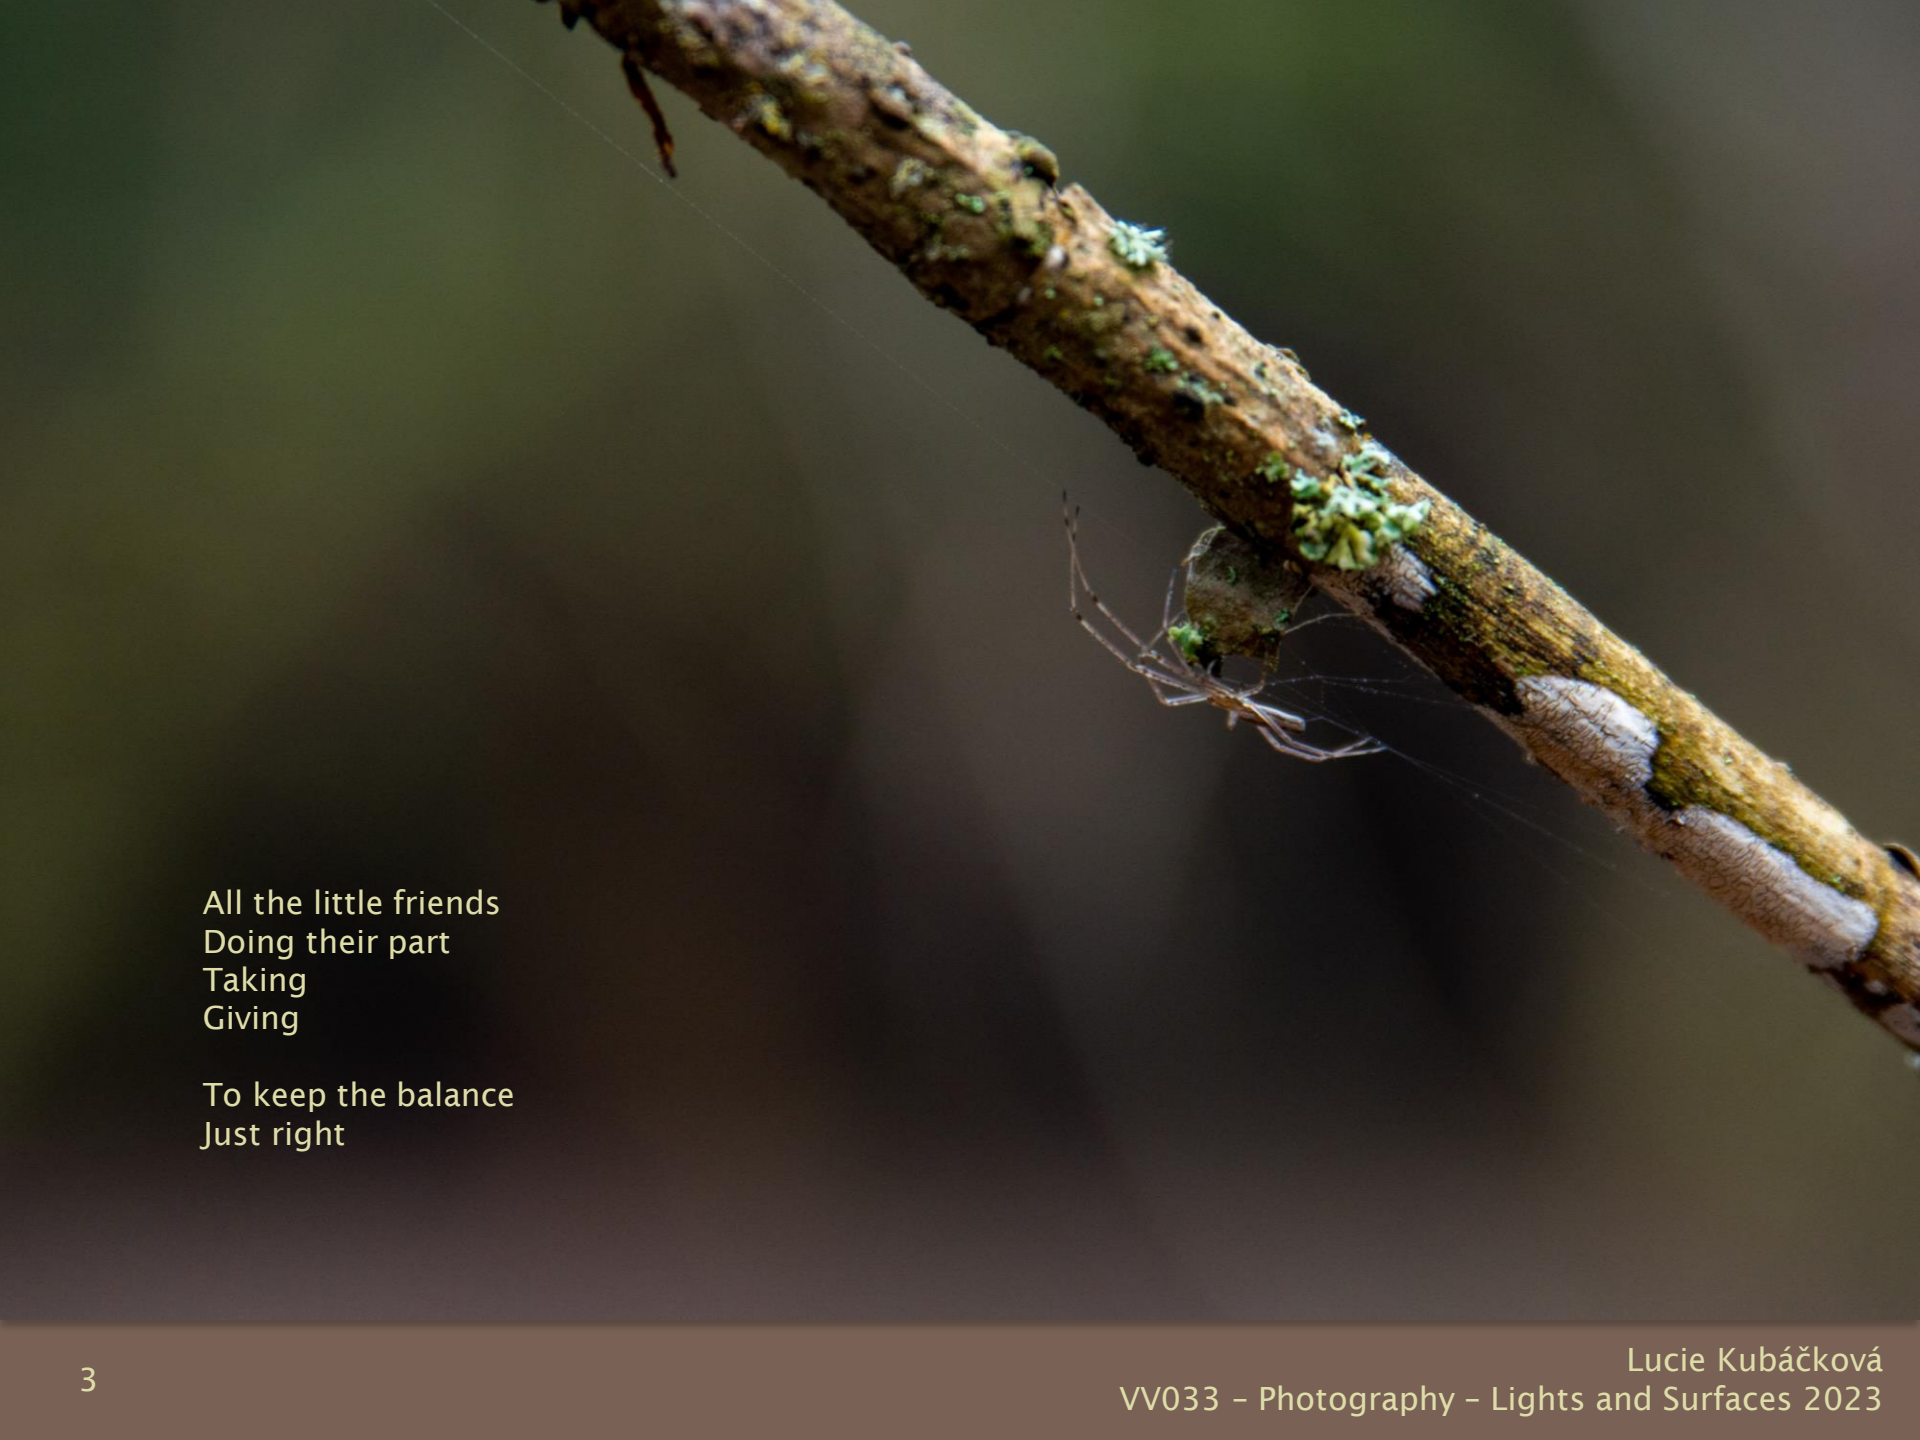 All the little friends
Doing their part
Taking
Giving
To keep the balance
Just right
3
Lucie Kubáčková
VV033 – Photography – Lights and Surfaces 2023